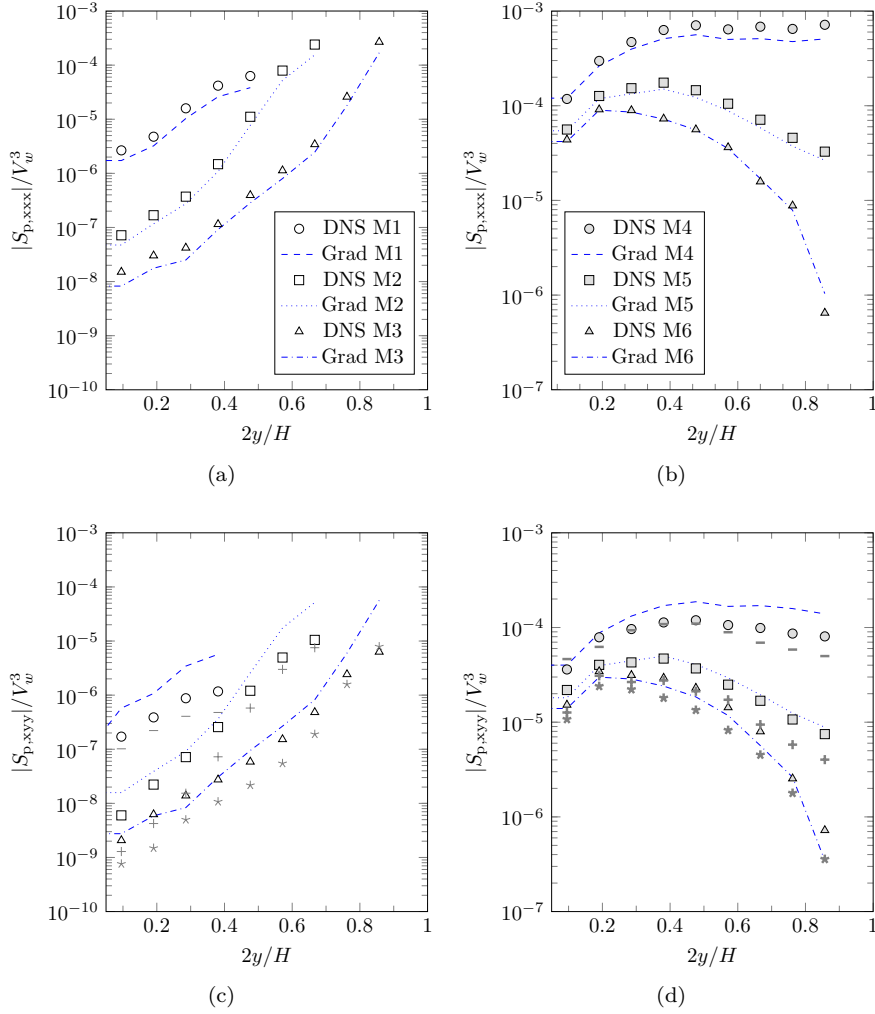 10^{-3}
10^{-4}
10^{-5}
10^{-6}
10^{-7}
10^{-8}
10^{-9}
10^{-10}
|S_{p,xxx}|/V_w^3
0.2 0.4 0.6 0.8 1
2y/H
DNS M1
Grad M1
DNS M2
Grad M2
DNS M3
Grad M3
(a)
10^{-3}
10^{-4}
10^{-5}
10^{-6}
10^{-7}
|S_{p,xxx}|/V_w^3
0.2 0.4 0.6 0.8 1
2y/H
DNS M4
Grad M4
DNS M5
Grad M5
DNS M6
Grad M6
(b)
10^{-3}
10^{-4}
10^{-5}
10^{-6}
10^{-7}
10^{-8}
10^{-9}
10^{-10}
|S_{p,xyy}|/V_w^3
0.2 0.4 0.6 0.8 1
2y/H
(c)
10^{-3}
10^{-4}
10^{-5}
10^{-6}
10^{-7}
|S_{p,xyy}|/V_w^3
0.2 0.4 0.6 0.8 1
2y/H
(d)